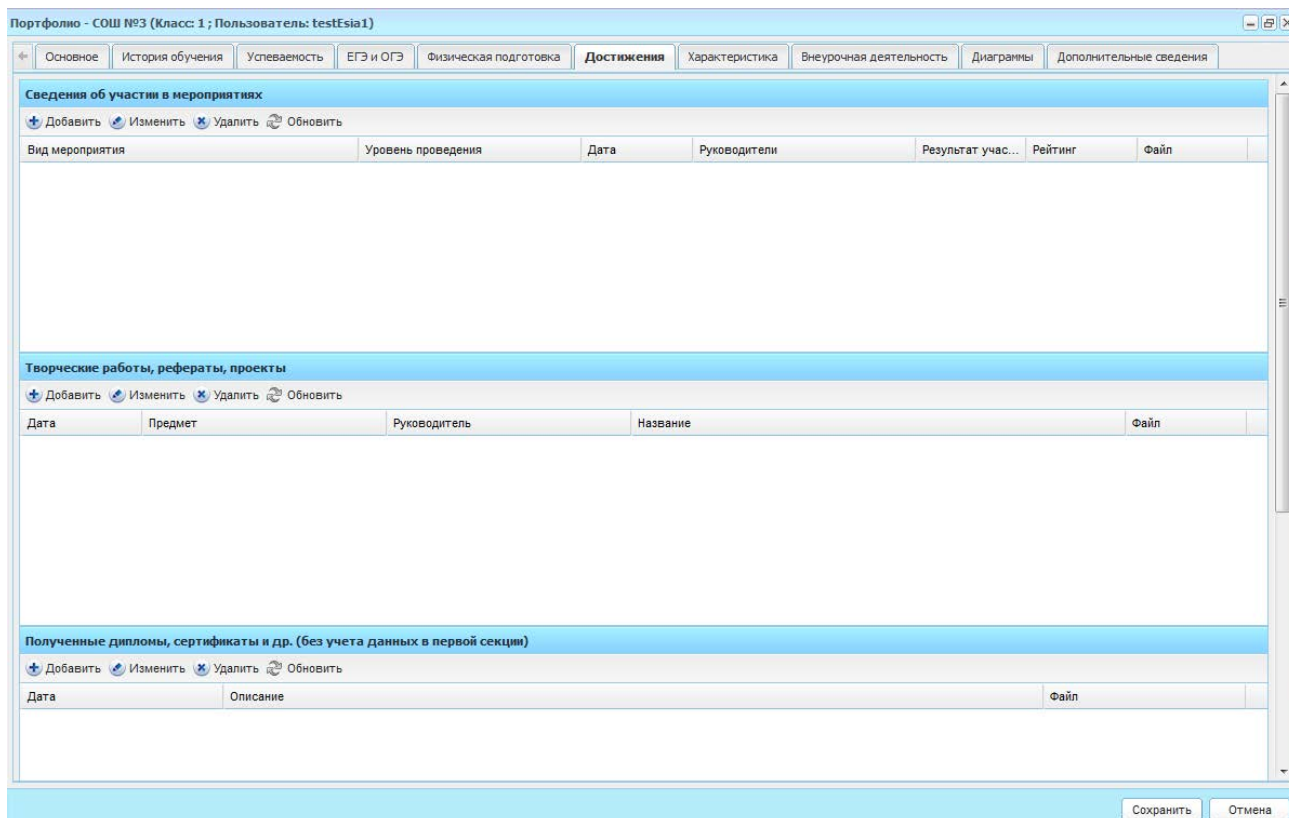 Портфолио - СОШ №3 (Класс: 1 ; Пользователь: testEsia1)
Основное История обучения Успеваемость ЕГЭ и ОГЭ Физическая подготовка Достижения Характеристика Внеурочная деятельность Диаграммы Дополнительные сведения
Сведения об участии в мероприятиях
Добавить Изменить Удалить Обновить
Вид мероприятия Уровень проведения Дата Руководители Результат учас... Рейтинг Файл
Творческие работы, рефераты, проекты
Добавить Изменить Удалить Обновить
Дата Предмет Руководитель Название Файл
Полученные дипломы, сертификаты и др. (без учета данных в первой секции)
Добавить Изменить Удалить Обновить
Дата Описание Файл
Сохранить Отмена